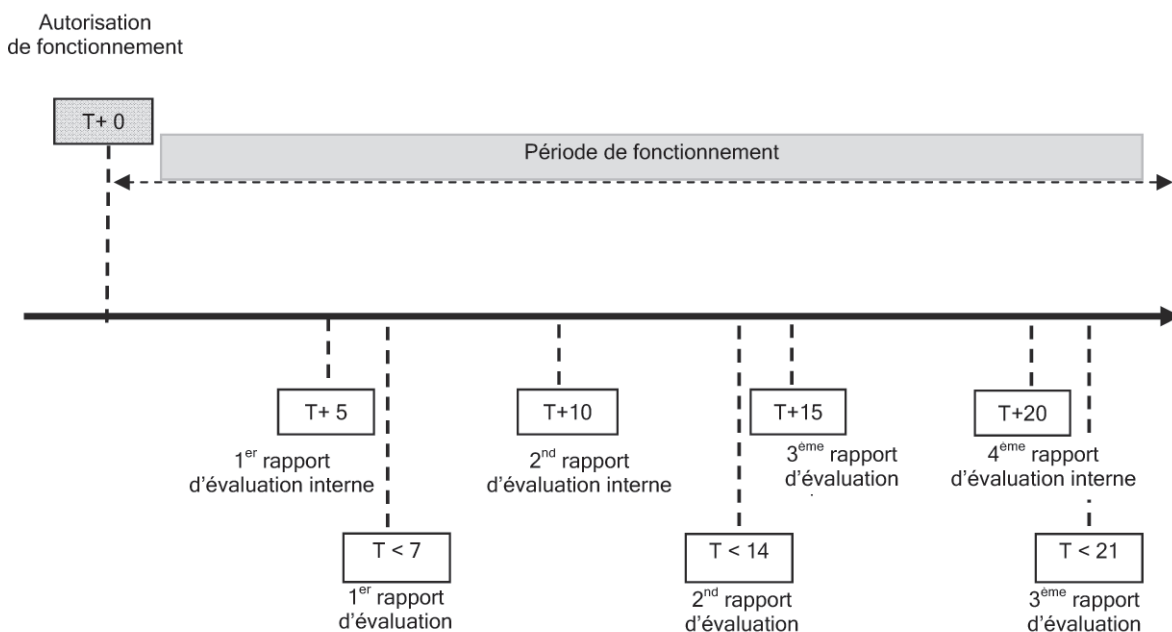 Autorisation
de fonctionnement
T+ 0
Période de fonctionnement
T+ 5
T+10
T+15
T+20
1er rapport
d'évaluation interne
2nd rapport
d'évaluation interne
3ème rapport
d'évaluation
4ème rapport
d'évaluation interne
T < 7
T < 14
T < 21
1er rapport
d'évaluation
2nd rapport
d'évaluation
3ème rapport
d'évaluation